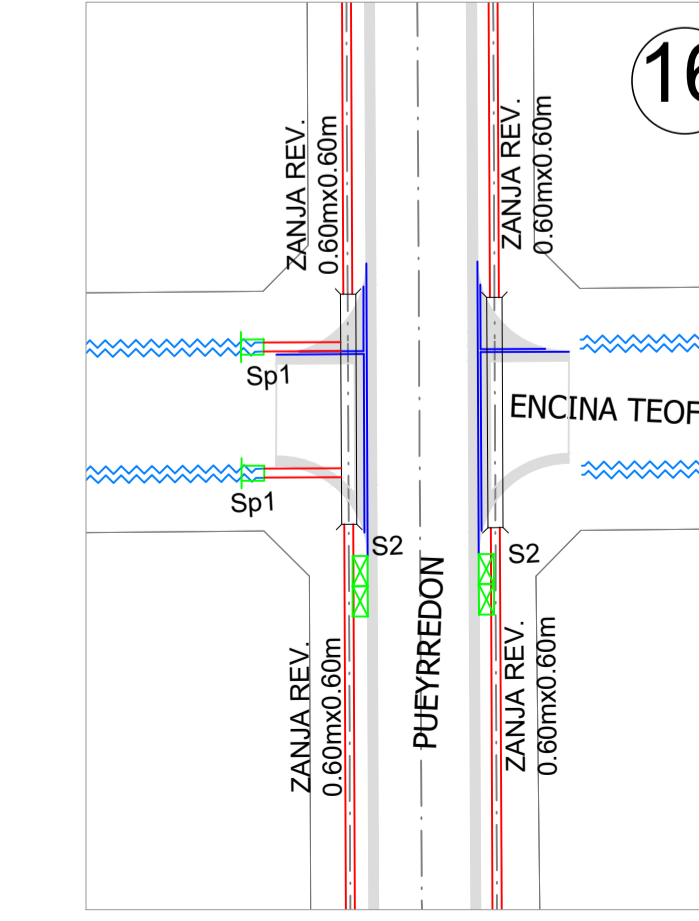 16
ZANJA REV.
0.60mx0.60m
ZANJA REV.
0.60mx0.60m
Sp1
ENCINA TEOF
Sp1
S2
S2
PUEYRREDON
ZANJA REV.
0.60mx0.60m
ZANJA REV.
0.60mx0.60m